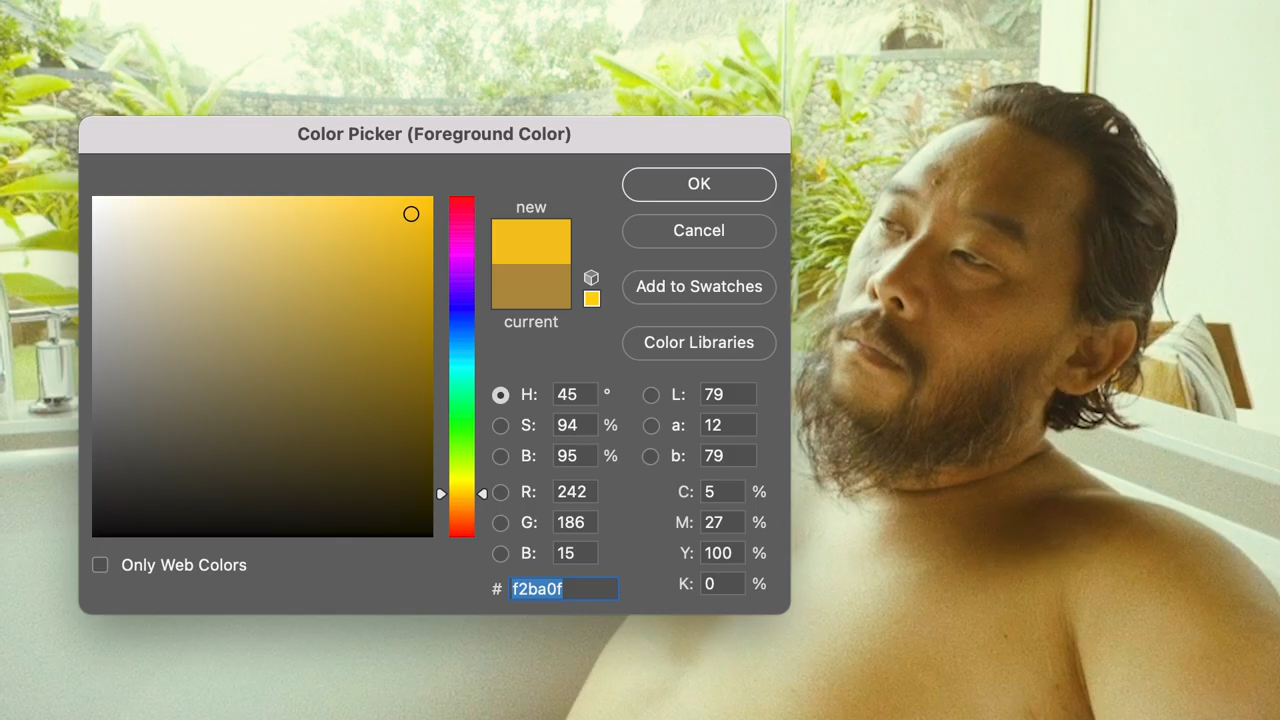 Color Picker (Foreground Color)
new
current
OK
Cancel
Add to Swatches
Color Libraries
H: 45 °
S: 94 %
B: 95 %
L: 79
a: 12
b: 79
R: 242
G: 186
B: 15
# f2ba0f
C: 5 %
M: 27 %
Y: 100 %
K: 0 %
Only Web Colors